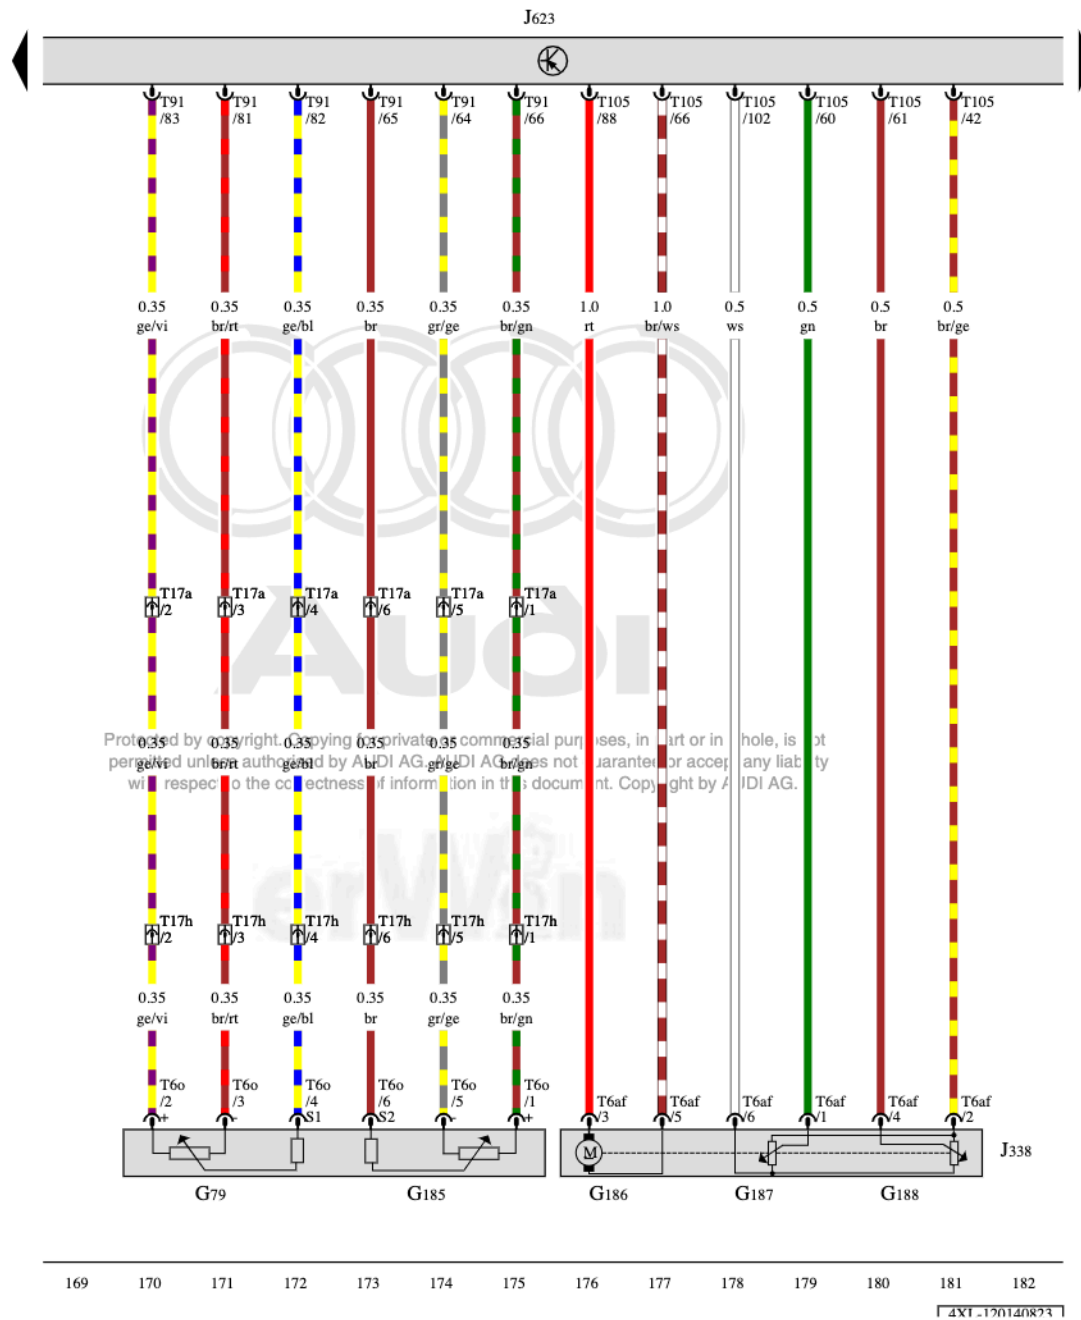 J623
T91 T91 T91 T91 T91 T91 T105 T105 T105 T105 T105 T105
/83 /81 /82 /65 /64 /66 /88 /66 /102 /60 /61 /42
0.35 0.35 0.35 0.35 0.35 0.35 1.0 1.0 0.5 0.5 0.5 0.5
ge/vi br/rt ge/bl br gr/ge br/gn rt br/ws ws gn br br/ge
T17a T17a T17a T17a T17a T17a
/2 /3 /4 /6 /5 /1
Audi
Protected by copyright. Copying for private or commercial purposes, in part or in whole, is not
permitted unless authorised by AUDI AG. AUDI AG does not guarantee or accept any liability
with respect to the correctness of information in this document. Copyright by AUDI AG.
0.35 0.35 0.35 0.35 0.35 0.35
ge/vi br/rt ge/bl br gr/ge br/gn
erWin
T17h T17h T17h T17h T17h T17h
/2 /3 /4 /6 /5 /1
0.35 0.35 0.35 0.35 0.35 0.35
ge/vi br/rt ge/bl br gr/ge br/gn
T6o T6o T6o T6o T6o T6o T6af T6af T6af T6af T6af T6af
/2 /3 /4 /6 /5 /1 /3 /5 /6 /1 /4 /2
+ - S1 S2 - +
M
J338
G79 G185 G186 G187 G188
169 170 171 172 173 174 175 176 177 178 179 180 181 182
4XL-120140823